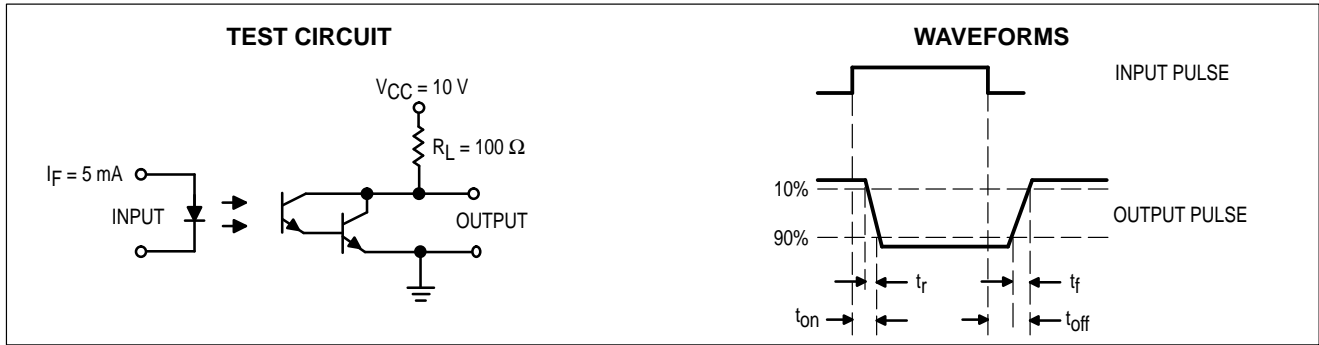 TEST CIRCUIT
VCC = 10 V
RL = 100 Ω
IF = 5 mA
INPUT
OUTPUT
WAVEFORMS
INPUT PULSE
10%
OUTPUT PULSE
90%
tr
tf
ton
toff